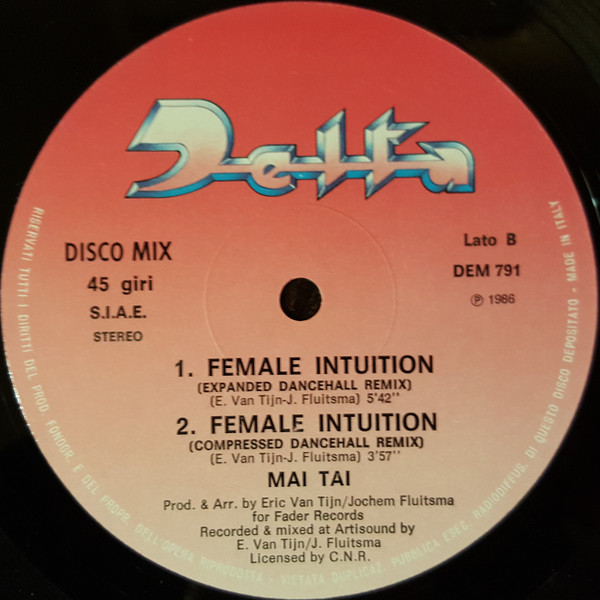 Delta
DISCO MIX
45 giri
S.I.A.E.
STEREO
Lato B
DEM 791
℗ 1986
1. FEMALE INTUITION
(EXPANDED DANCEHALL REMIX)
(E. Van Tijn-J. Fluitsma) 5'42''
2. FEMALE INTUITION
(COMPRESSED DANCEHALL REMIX)
(E. Van Tijn-J. Fluitsma) 3'57''
MAI TAI
Prod. & Arr. by Eric Van Tijn/Jochem Fluitsma
for Fader Records
Recorded & mixed at Artisound by
E. Van Tijn/J. Fluitsma
Licensed by C.N.R.
RISERVATI TUTTI I DIRITTI DEL PROD. FONOGR. E DEL PROPR. DELL'OPERA RIPRODOTTA - VIETATA DUPLICAZ. PUBBLICA ESEC. RADIODIFFUS. DI QUESTO DISCO DEPOSITATO - MADE IN ITALY